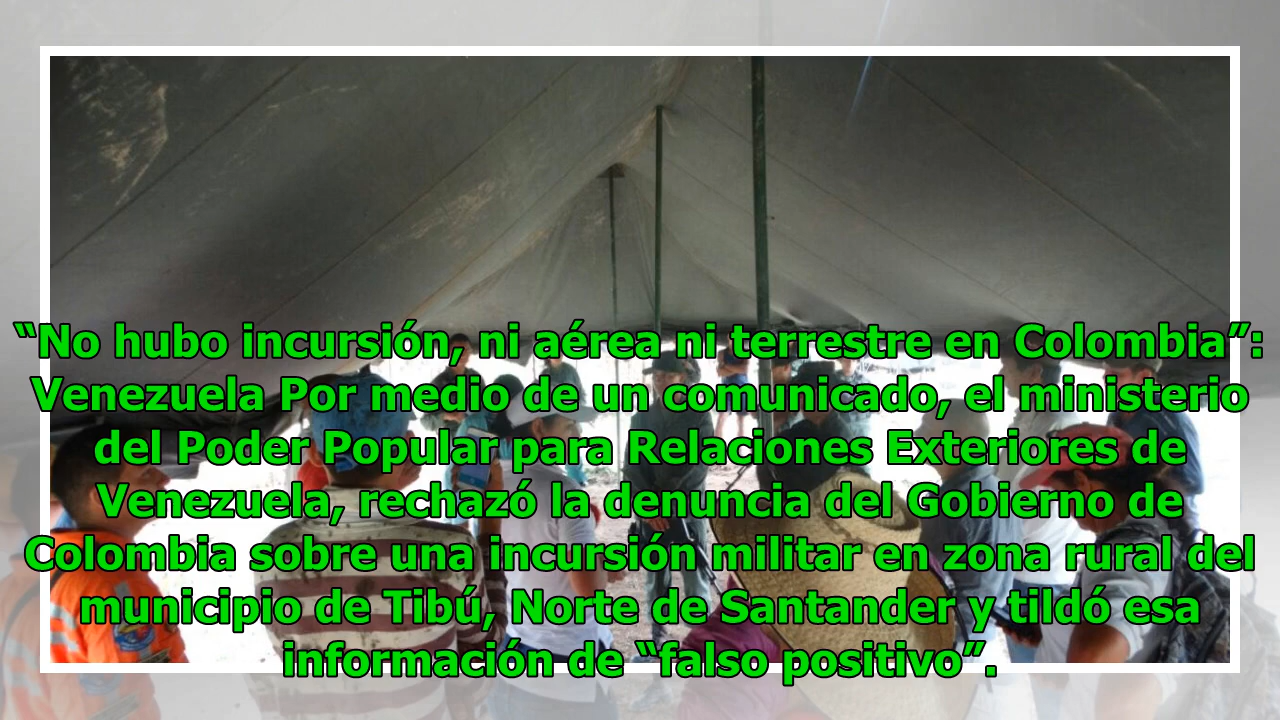 “No hubo incursión, ni aérea ni terrestre en Colombia”:
Venezuela Por medio de un comunicado, el ministerio
del Poder Popular para Relaciones Exteriores de
Venezuela, rechazó la denuncia del Gobierno de
Colombia sobre una incursión militar en zona rural del
municipio de Tibú, Norte de Santander y tildó esa
información de “falso positivo”.